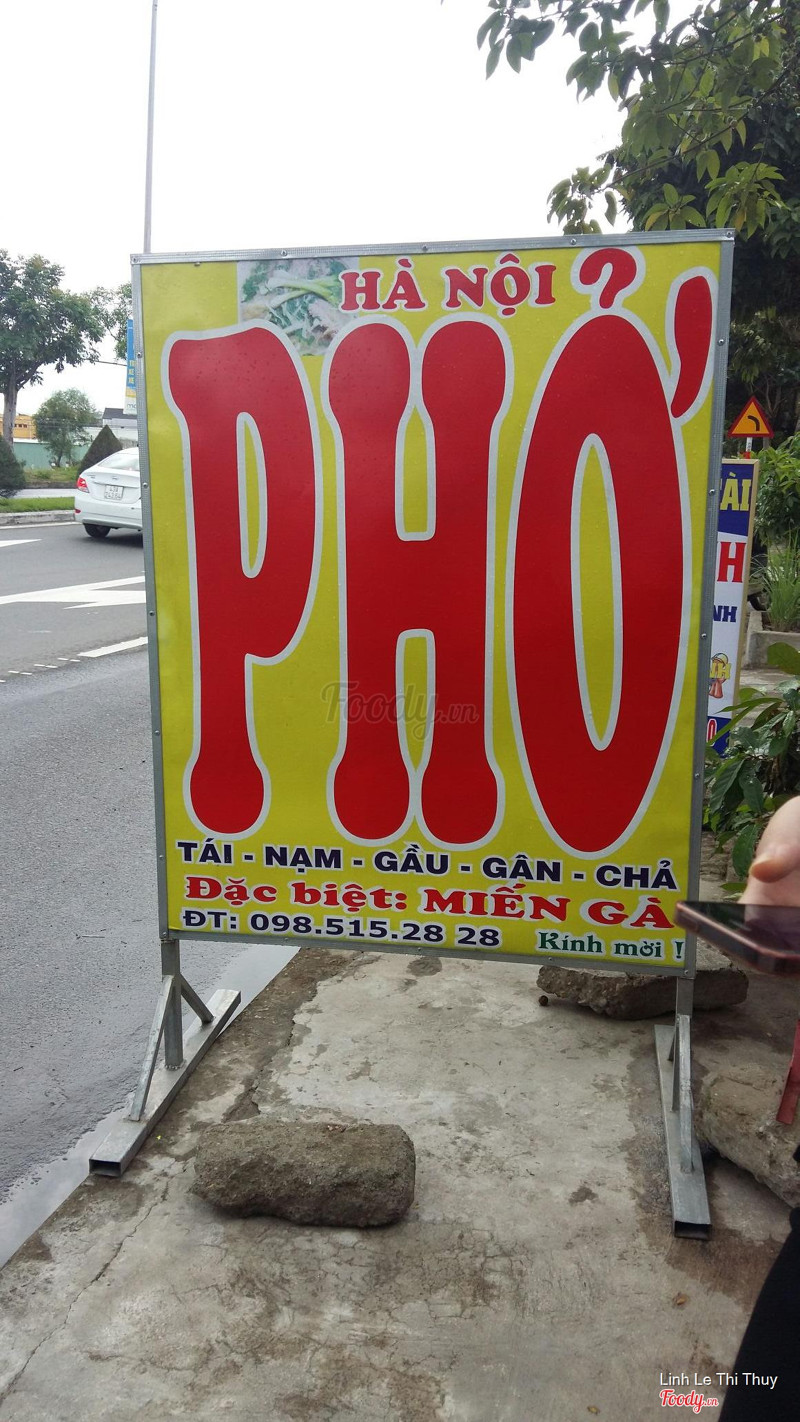 HÀ NỘI
PHỞ
TÁI - NẠM - GẦU - GÂN - CHẢ
Đặc biệt: MIẾN GÀ
ĐT: 098.515.28 28
Kính mời !
Foody.vn
Linh Le Thi Thuy
Foody.vn